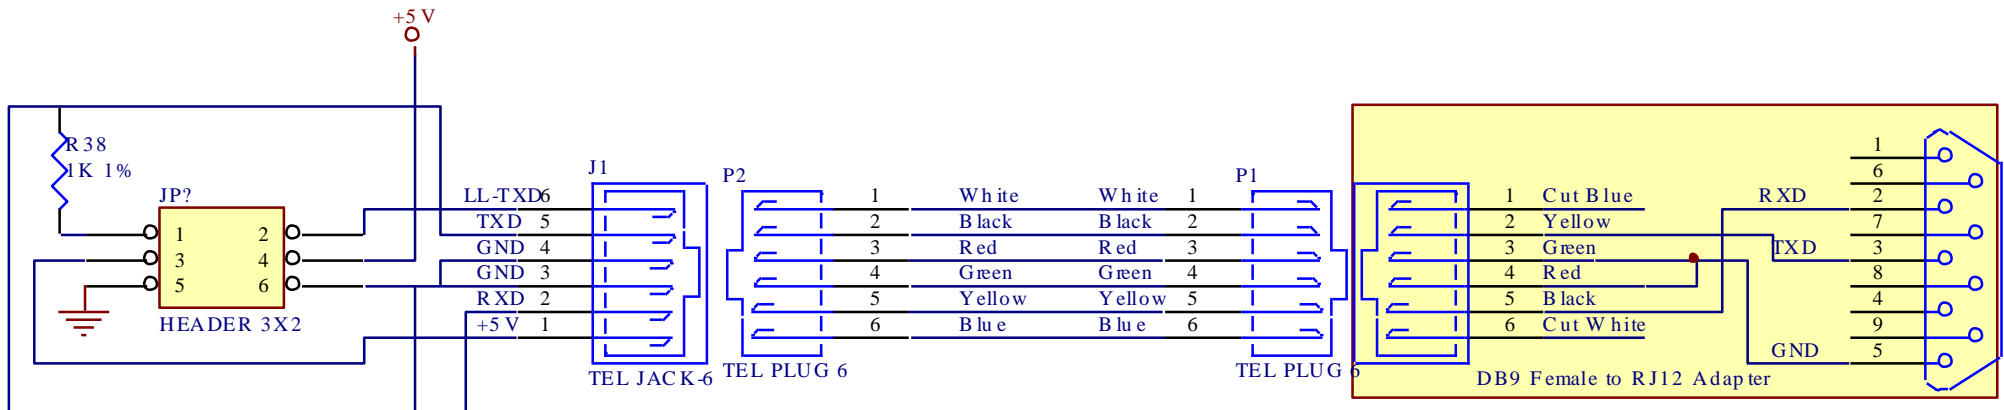 +5V
R38
1K 1%
JP?
1 2
3 4
5 6
HEADER 3X2
J1
LL-TXD 6
TXD 5
GND 4
GND 3
RXD 2
+5V 1
TEL JACK-6
P2
1 White
2 Black
3 Red
4 Green
5 Yellow
6 Blue
TEL PLUG 6
P1
White 1
Black 2
Red 3
Green 4
Yellow 5
Blue 6
TEL PLUG 6
1 Cut Blue
2 Yellow
3 Green
4 Red
5 Black
6 Cut White
1
6
RXD 2
7
TXD 3
8
4
9
GND 5
DB9 Female to RJ12 Adapter